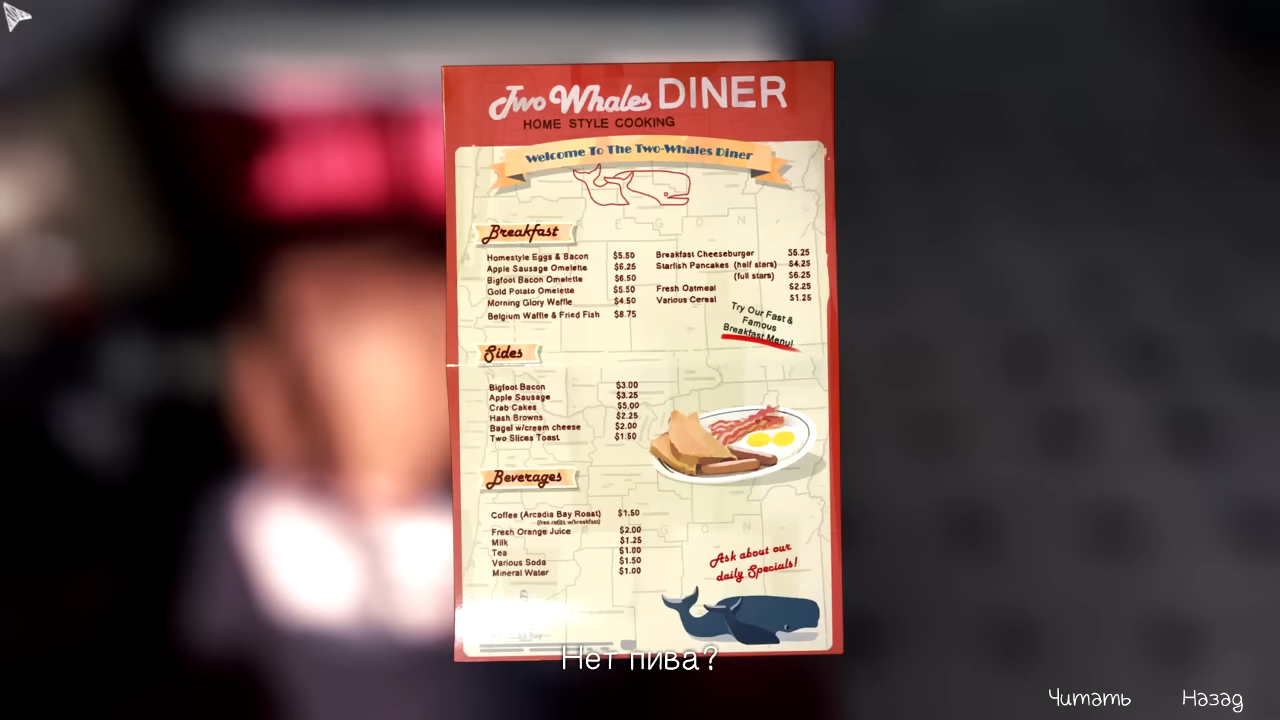 Two Whales DINER
HOME STYLE COOKING
Welcome To The Two-Whales Diner
E G O N
Breakfast
Homestyle Eggs & Bacon $5.50
Apple Sausage Omelette $6.25
Bigfoot Bacon Omelette $6.50
Gold Potato Omelette $5.50
Morning Glory Waffle $4.50
Belgium Waffle & Fried Fish $8.75
Breakfast Cheeseburger $5.25
Starfish Pancakes (half stars) $4.25
(full stars) $6.25
Fresh Oatmeal $2.25
Various Cereal $1.25
Try Our Fast &
Famous
Breakfast Menu!
Sides
Bigfoot Bacon $3.00
Apple Sausage $3.25
Crab Cakes $5.00
Hash Browns $2.25
Bagel w/cream cheese $2.00
Two Slices Toast $1.50
Beverages
Coffee (Arcadia Bay Roast) $1.50
(free refills w/breakfast)
Fresh Orange Juice $2.00
Milk $1.25
Tea $1.00
Various Soda $1.50
Mineral Water $1.00
G O N
Ask about our
daily Specials!
Нет пива?
Читать Назад